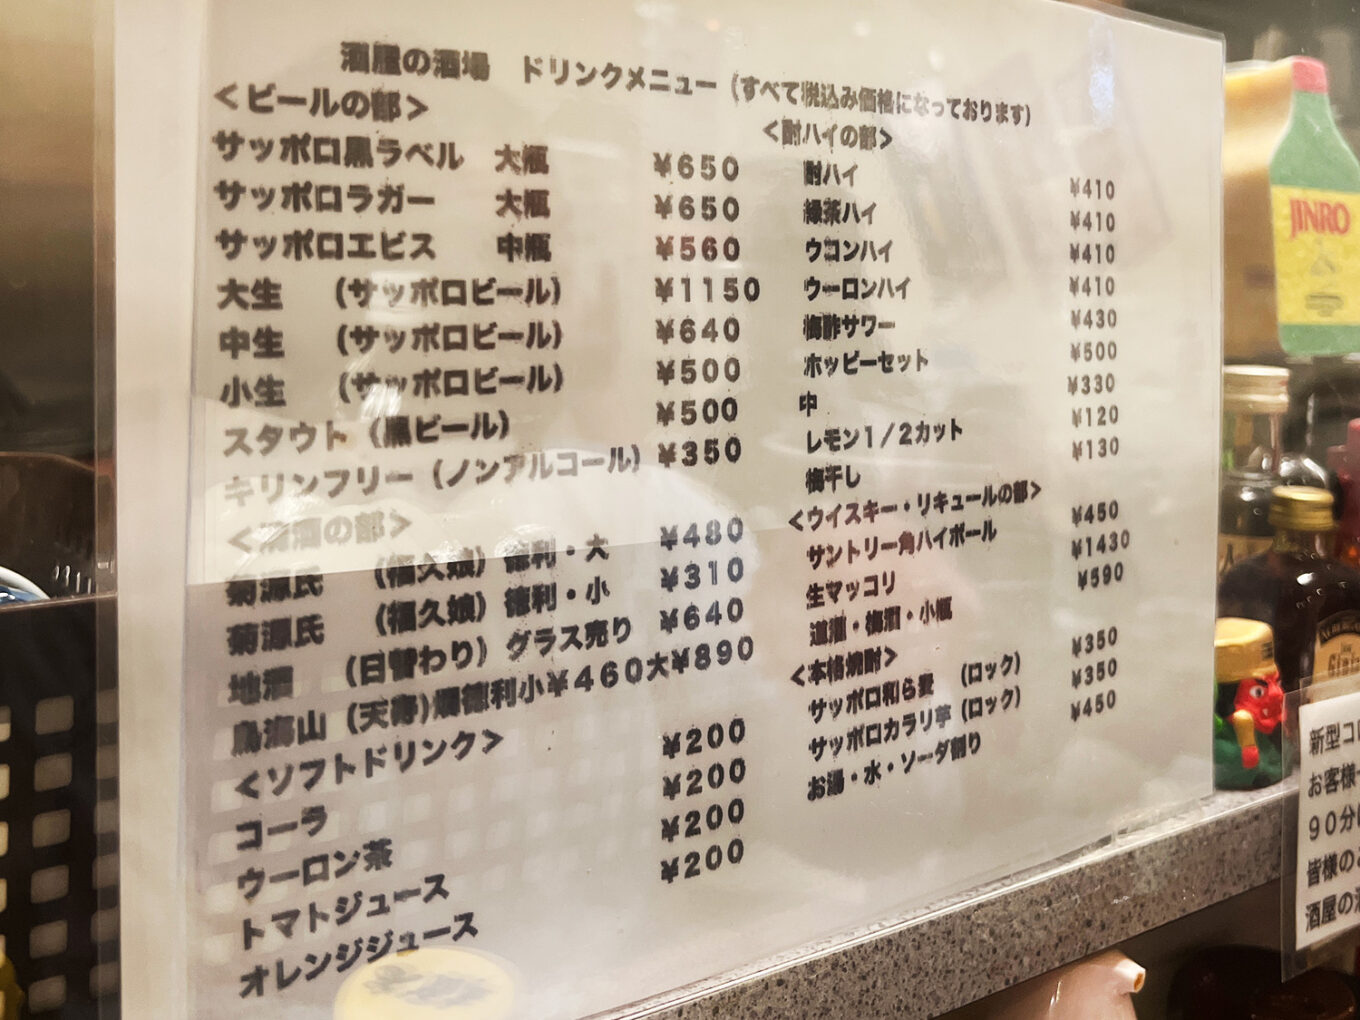 酒屋の酒場　ドリンクメニュー(すべて税込み価格になっております)
＜ビールの部＞
サッポロ黒ラベル　大瓶　¥650
サッポロラガー　大瓶　¥650
サッポロエビス　中瓶　¥560
大生　(サッポロビール)　¥1150
中生　(サッポロビール)　¥640
小生　(サッポロビール)　¥500
スタウト（黒ビール）　¥500
キリンフリー（ノンアルコール）　¥350
＜清酒の部＞
菊源氏　（福久娘）徳利・大　¥480
菊源氏　（福久娘）徳利・小　¥310
地酒　（日替わり）グラス売り　¥640
鳥海山（天寿)燗徳利小¥460大¥890
＜ソフトドリンク＞
コーラ　¥200
ウーロン茶　¥200
トマトジュース　¥200
オレンジジュース　¥200
＜酎ハイの部＞
酎ハイ　¥410
緑茶ハイ　¥410
ウコンハイ　¥410
ウーロンハイ　¥410
梅酢サワー　¥430
ホッピーセット　¥500
中　¥330
レモン1／2カット　¥120
梅干し　¥130
＜ウイスキー・リキュールの部＞
サントリー角ハイボール　¥450
生マッコリ　¥1430
道灌・梅酒・小瓶　¥590
＜本格焼酎＞
サッポロ和ら麦　（ロック）　¥350
サッポロカラリ芋（ロック）　¥350
お湯・水・ソーダ割り　¥450
JINRO
新型コ
お客様
９０分
皆様の
酒屋の